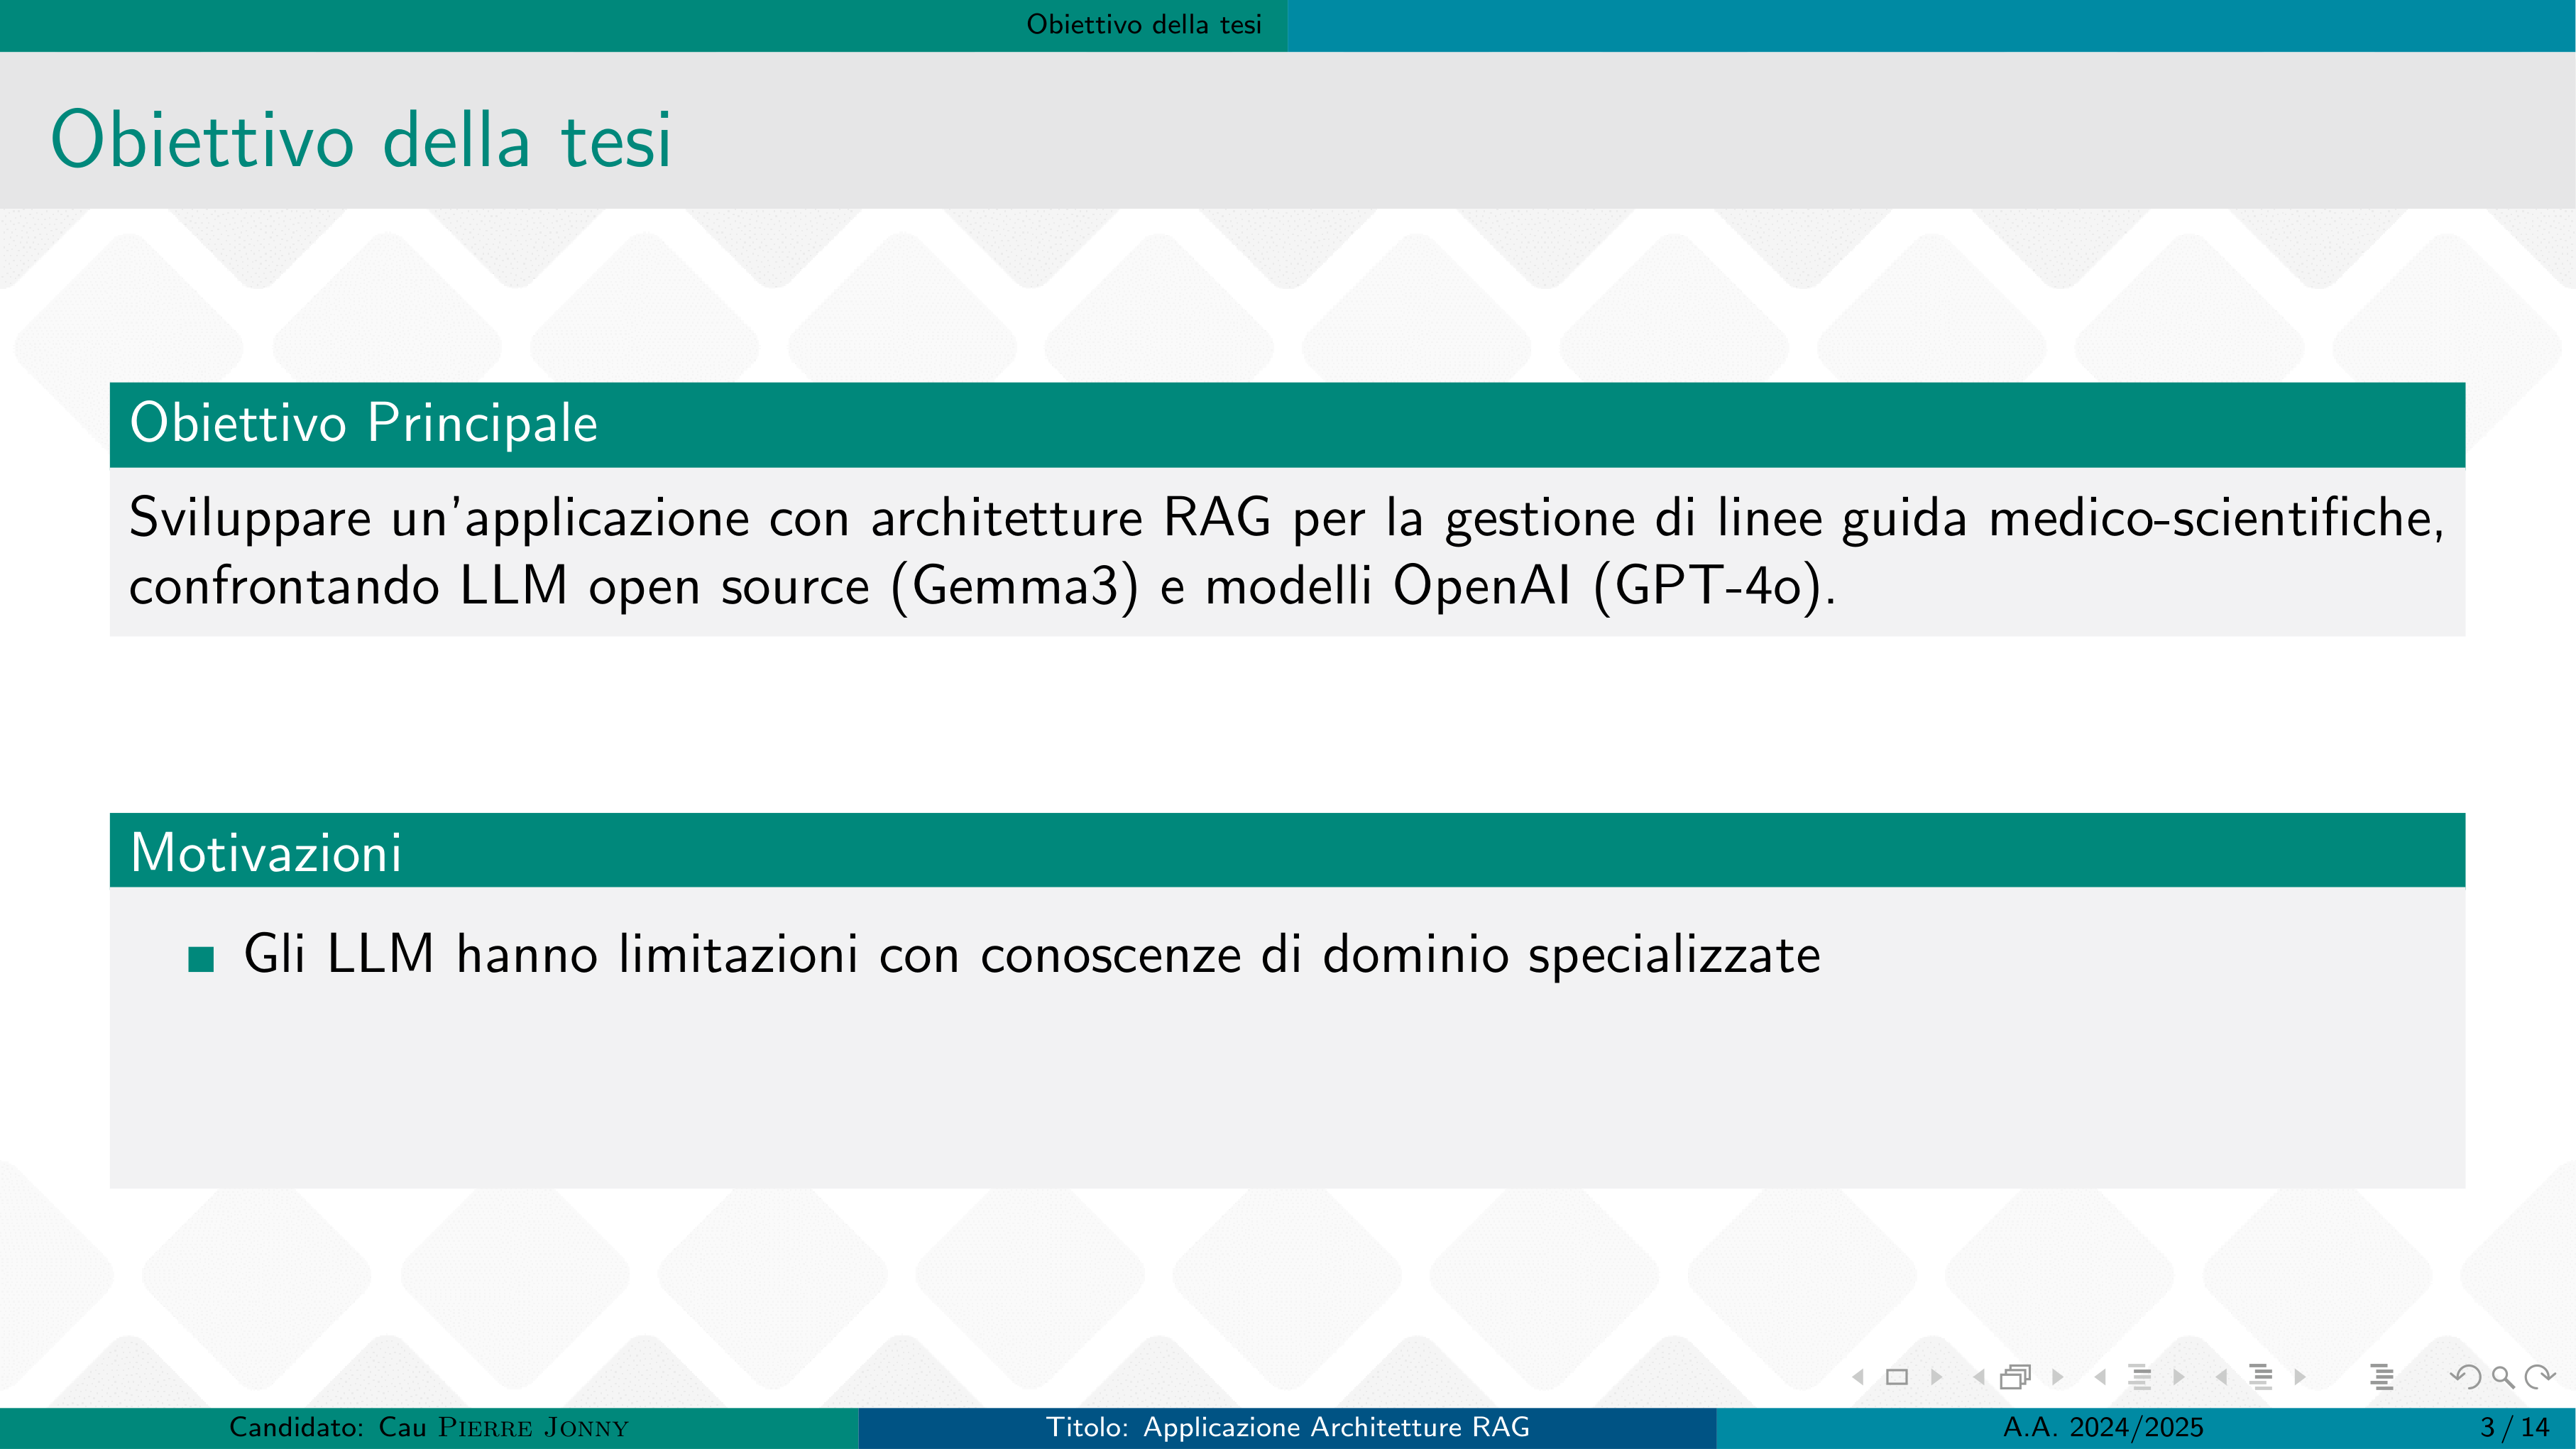 Obiettivo della tesi
Obiettivo della tesi
Obiettivo Principale
Sviluppare un'applicazione con architetture RAG per la gestione di linee guida medico-scientifiche,
confrontando LLM open source (Gemma3) e modelli OpenAI (GPT-4o).
Motivazioni
Gli LLM hanno limitazioni con conoscenze di dominio specializzate
Candidato: Cau Pierre Jonny
Titolo: Applicazione Architetture RAG
A.A. 2024/2025
3 / 14